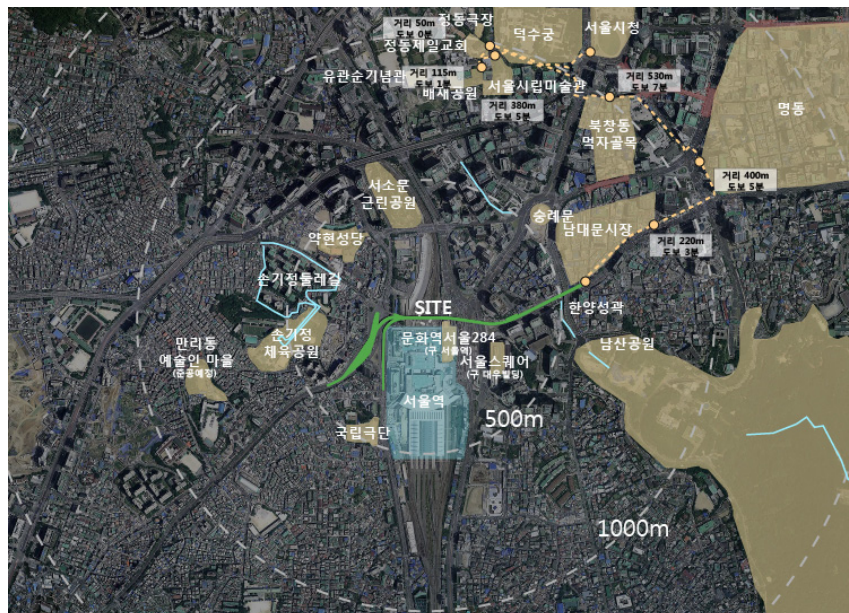 거리 50m
도보 0분
정동극장
덕수궁
서울시청
정동제일교회
유관순기념관
거리 115m
도보 1분
배재공원
서울시립미술관
거리 530m
도보 7분
거리 380m
도보 5분
명동
북창동
먹자골목
거리 400m
도보 5분
서소문
근린공원
숭례문
남대문시장
약현성당
거리 220m
도보 3분
손기정둘레길
SITE
한양성곽
만리동
예술인 마을
(준공예정)
손기정
체육공원
문화역서울284
(구 서울역)
서울스퀘어
(구 대우빌딩)
남산공원
서울역
500m
국립극단
1000m